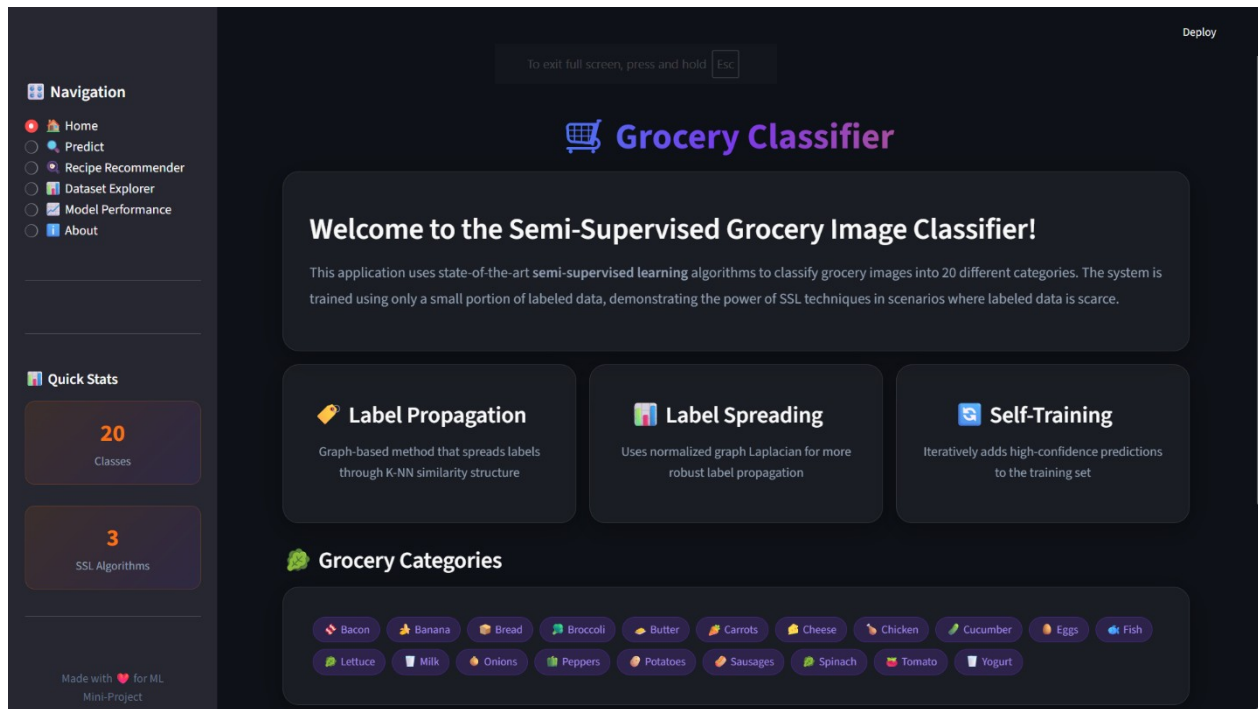 Deploy
To exit full screen, press and hold Esc
Navigation
Home
Predict
Recipe Recommender
Dataset Explorer
Model Performance
About
Quick Stats
20
Classes
3
SSL Algorithms
Made with ❤️ for ML
Mini-Project
Grocery Classifier
Welcome to the Semi-Supervised Grocery Image Classifier!
This application uses state-of-the-art semi-supervised learning algorithms to classify grocery images into 20 different categories. The system is
trained using only a small portion of labeled data, demonstrating the power of SSL techniques in scenarios where labeled data is scarce.
Label Propagation
Graph-based method that spreads labels
through K-NN similarity structure
Label Spreading
Uses normalized graph Laplacian for more
robust label propagation
Self-Training
Iteratively adds high-confidence predictions
to the training set
Grocery Categories
Bacon Banana Bread Broccoli Butter Carrots Cheese Chicken Cucumber Eggs Fish
Lettuce Milk Onions Peppers Potatoes Sausages Spinach Tomato Yogurt